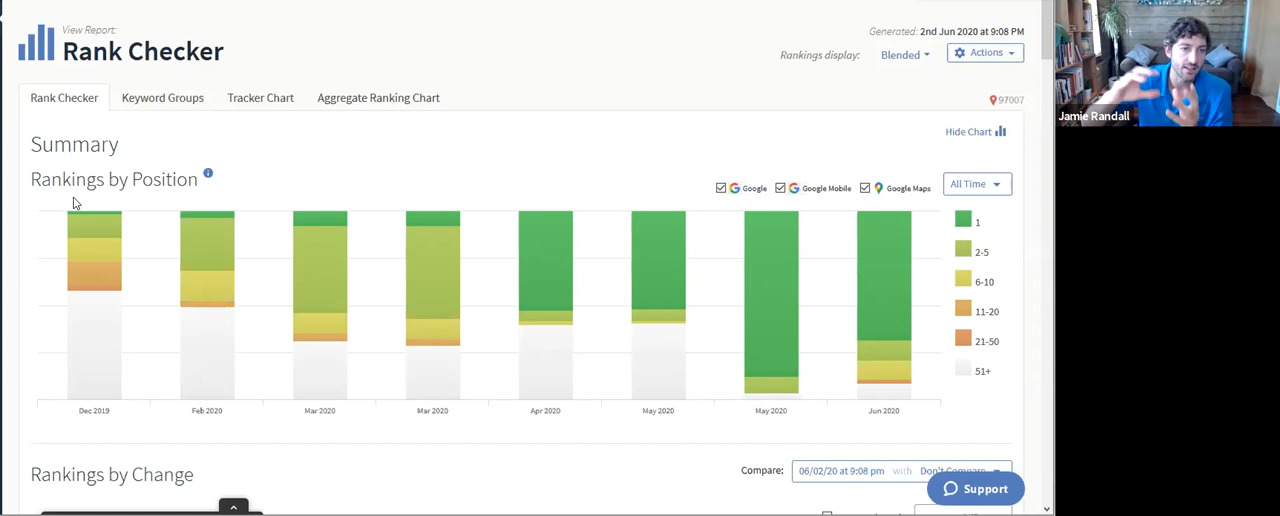 View Report:
Rank Checker
Generated: 2nd Jun 2020 at 9:08 PM
Rankings display: Blended Actions
Rank Checker Keyword Groups Tracker Chart Aggregate Ranking Chart
97007
Jamie Randall
Summary
Hide Chart
Rankings by Position
Google Google Mobile Google Maps All Time
1
2-5
6-10
11-20
21-50
51+
Dec 2019 Feb 2020 Mar 2020 Mar 2020 Apr 2020 May 2020 May 2020 Jun 2020
Rankings by Change
Compare: 06/02/20 at 9:08 pm with Don't Compare
Support